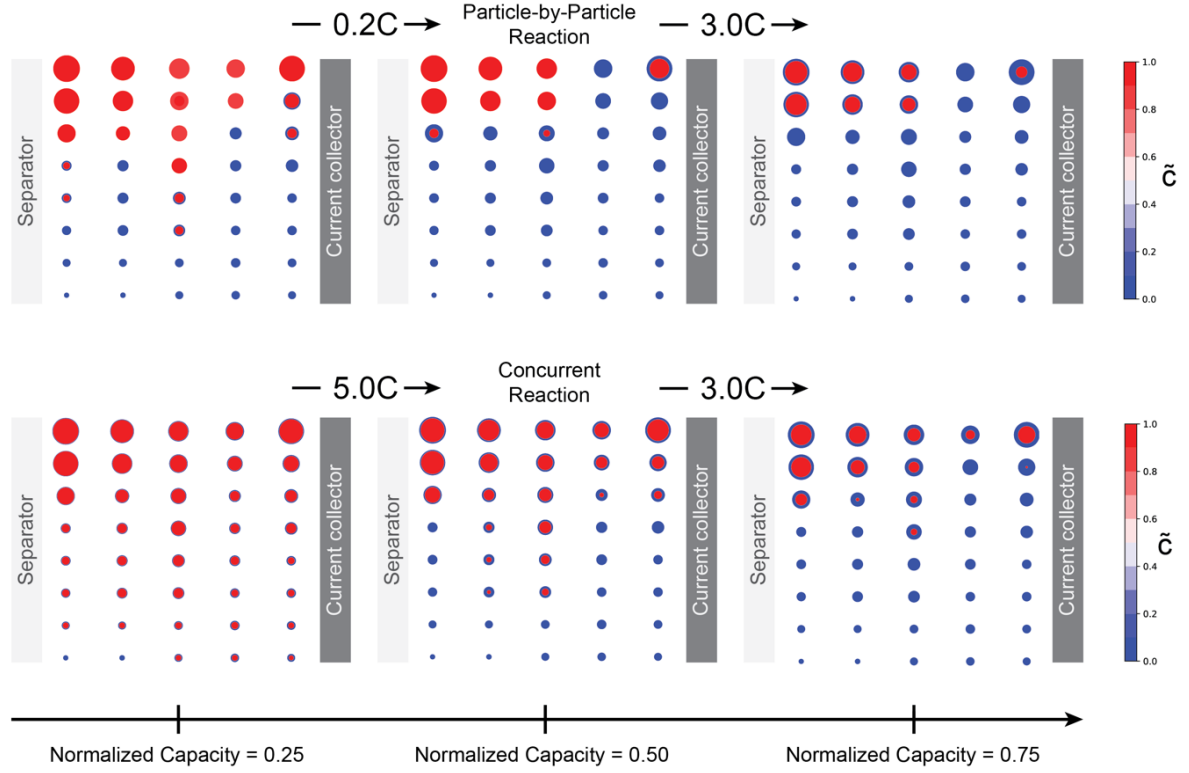 Particle-by-Particle
Reaction
0.2C
3.0C
Separator
Current collector
Separator
Current collector
Separator
Current collector
1.0
0.8
0.6
0.4
0.2
0.0
c̃
Concurrent
Reaction
5.0C
3.0C
Separator
Current collector
Separator
Current collector
Separator
Current collector
1.0
0.8
0.6
0.4
0.2
0.0
c̃
Normalized Capacity = 0.25
Normalized Capacity = 0.50
Normalized Capacity = 0.75